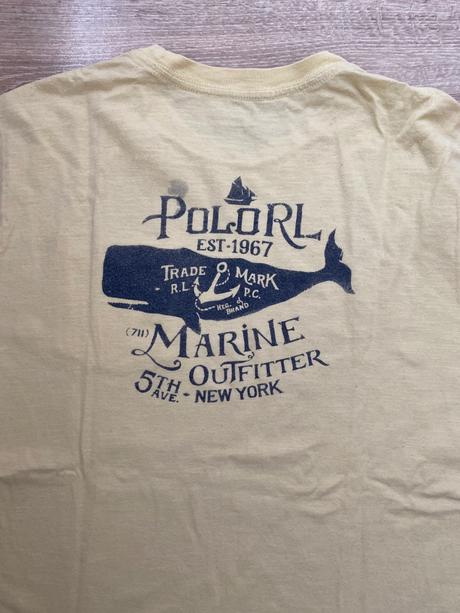 POLO RL
EST-1967
TRADE MARK
R.L. P.C.
REG. BRAND
(711) MARINE
OUTFITTER
5TH AVE. - NEW YORK